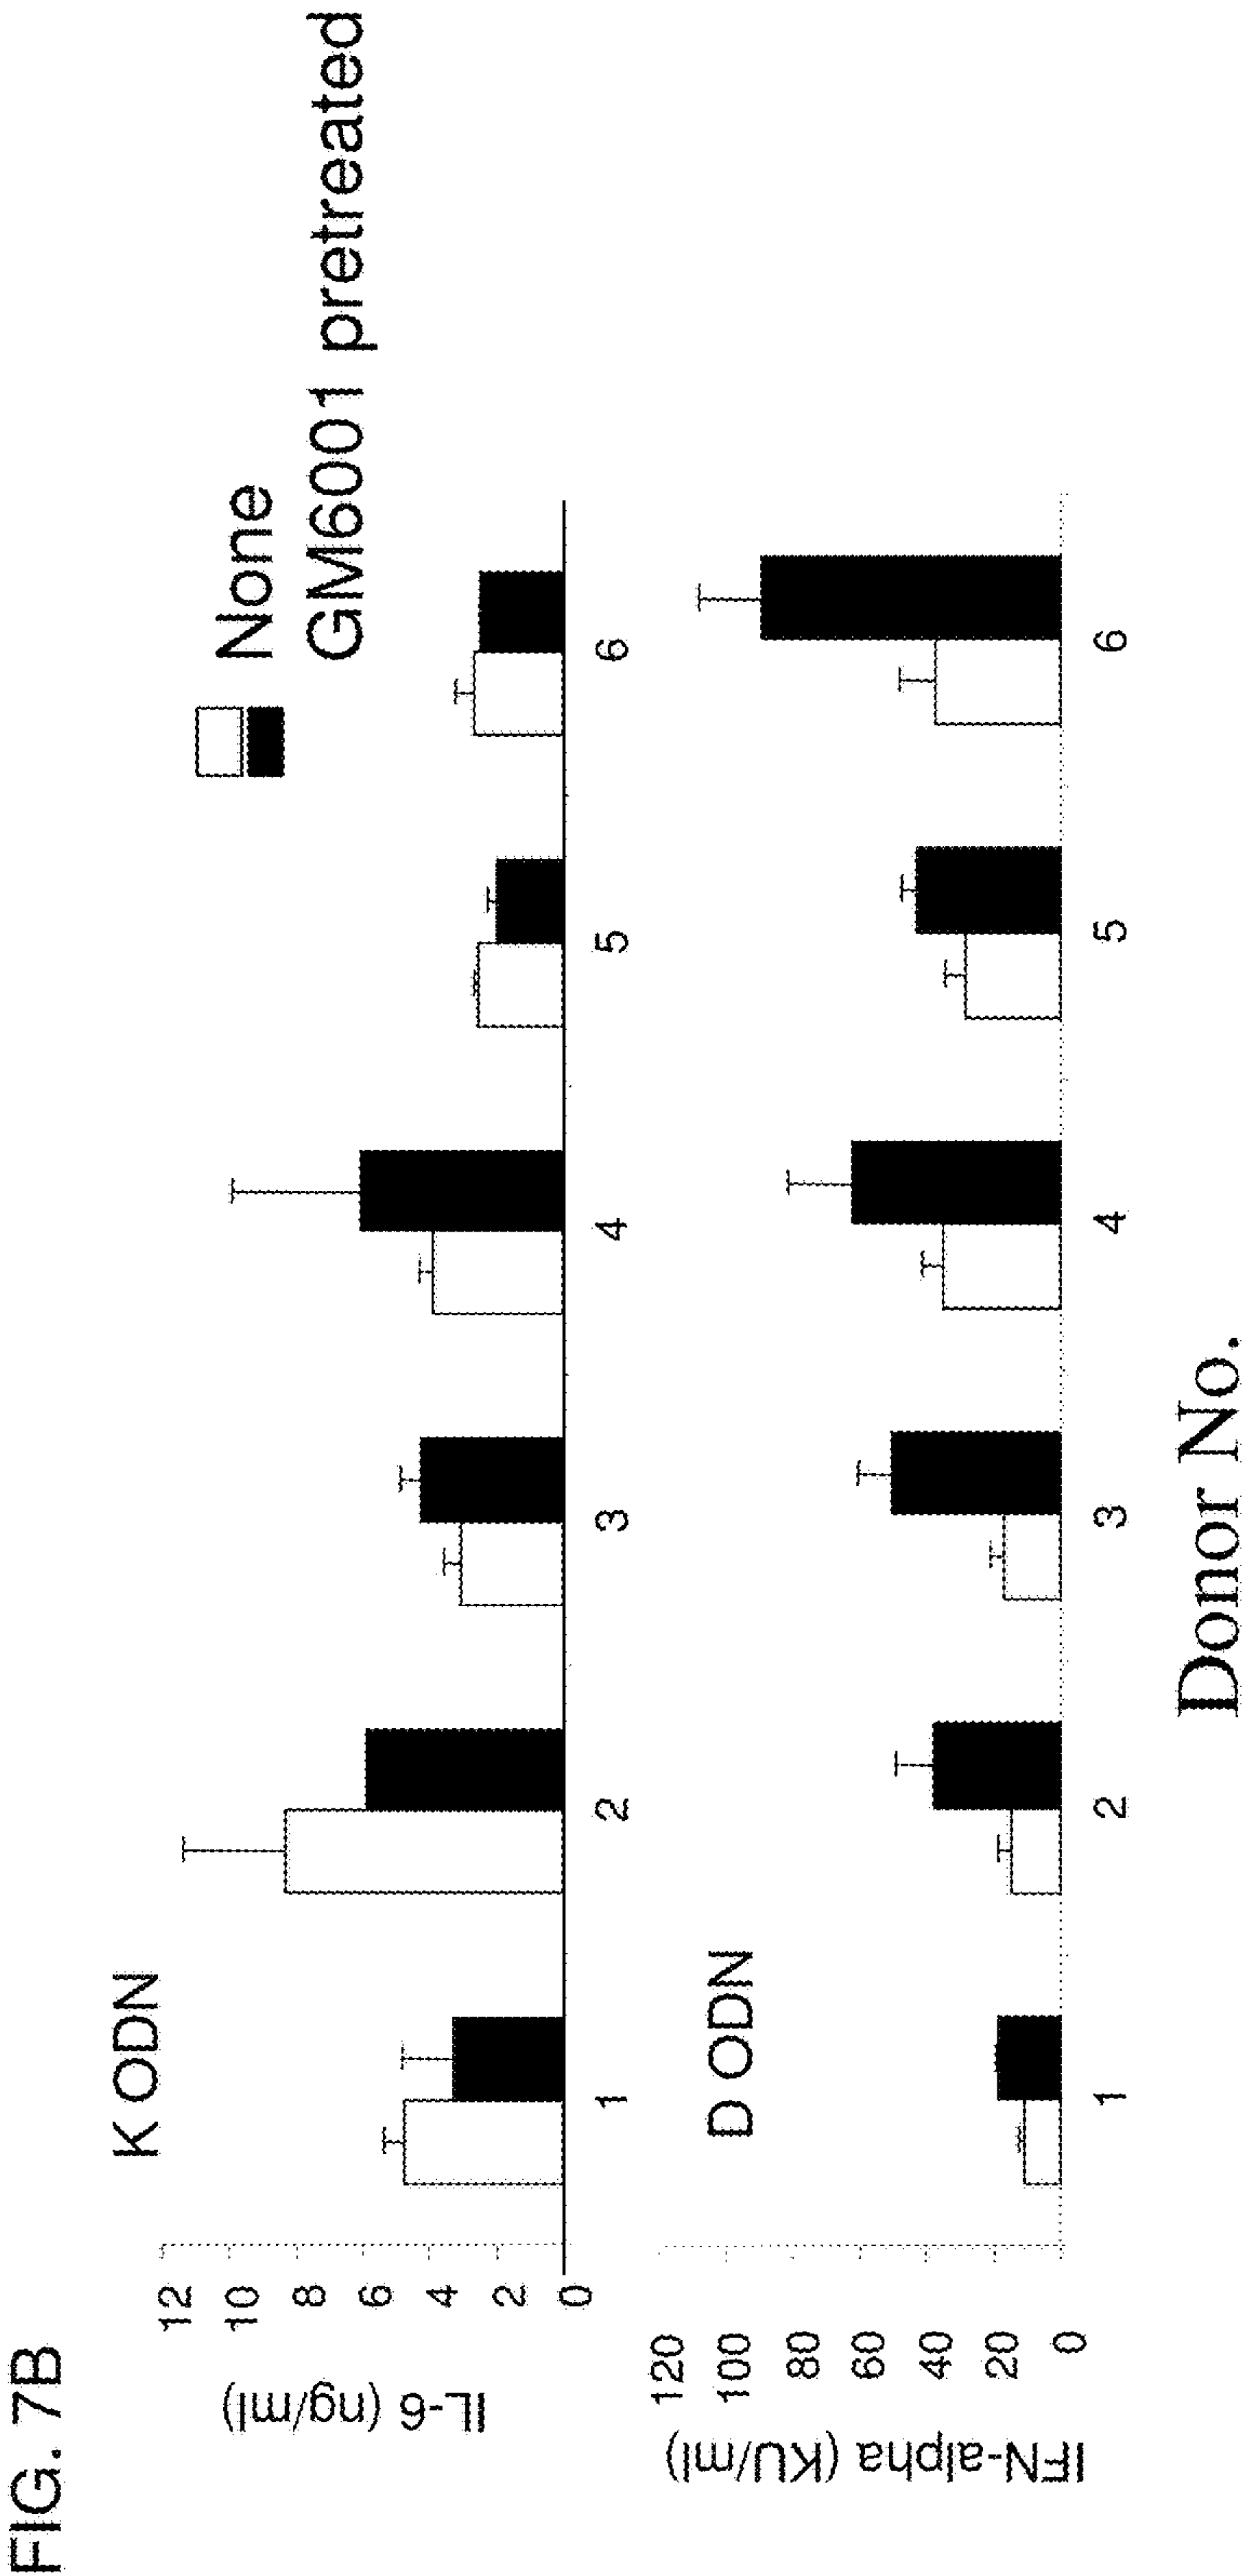 FIG. 7B
None
GM6001 pretreated
K ODN
IL-6 (ng/ml)
12
10
8
6
4
2
0
1 2 3 4 5 6
D ODN
IFN-alpha (KU/ml)
120
100
80
60
40
20
0
1 2 3 4 5 6
Donor No.